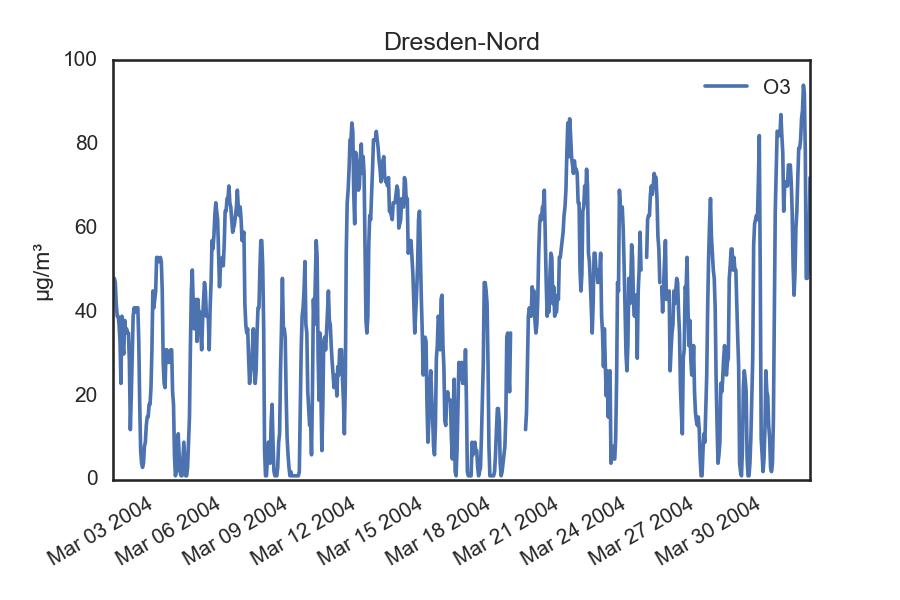 Dresden-Nord
O3
µg/m³
100
80
60
40
20
0
Mar 03 2004
Mar 06 2004
Mar 09 2004
Mar 12 2004
Mar 15 2004
Mar 18 2004
Mar 21 2004
Mar 24 2004
Mar 27 2004
Mar 30 2004